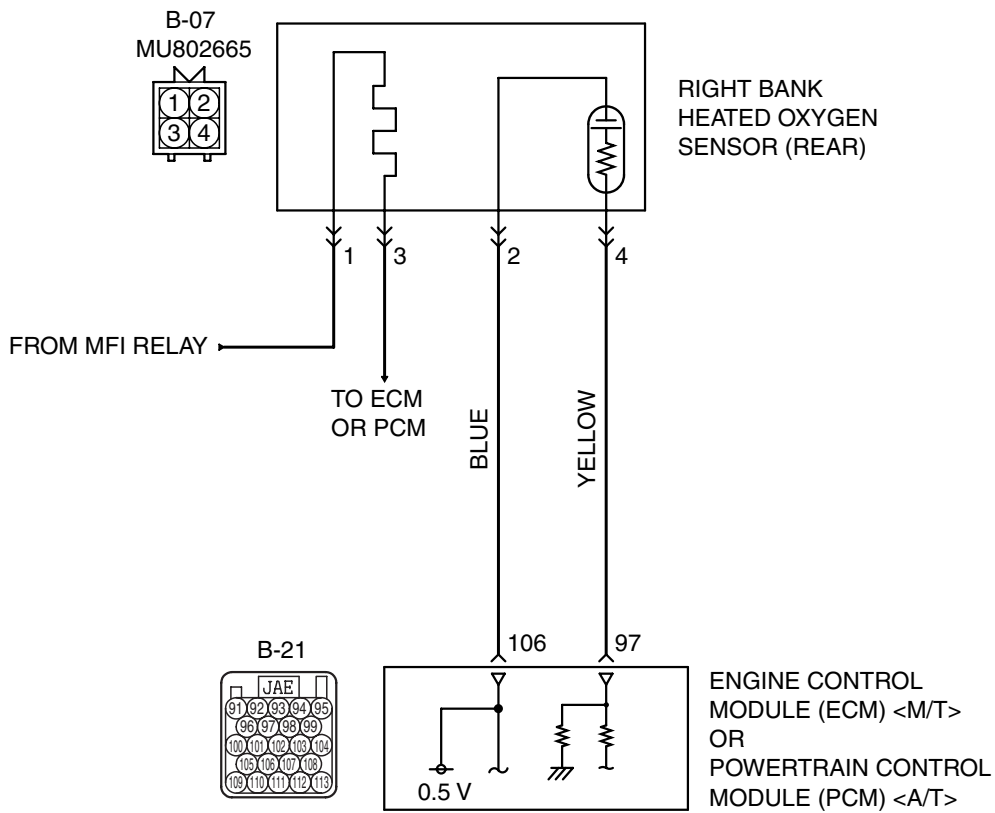 B-07
MU802665
1 2
3 4
RIGHT BANK
HEATED OXYGEN
SENSOR (REAR)
1 3 2 4
FROM MFI RELAY
TO ECM
OR PCM
BLUE
YELLOW
106 97
B-21
JAE
91 92 93 94 95
96 97 98 99
100 101 102 103 104
105 106 107 108
109 110 111 112 113
0.5 V
ENGINE CONTROL
MODULE (ECM) <M/T>
OR
POWERTRAIN CONTROL
MODULE (PCM) <A/T>